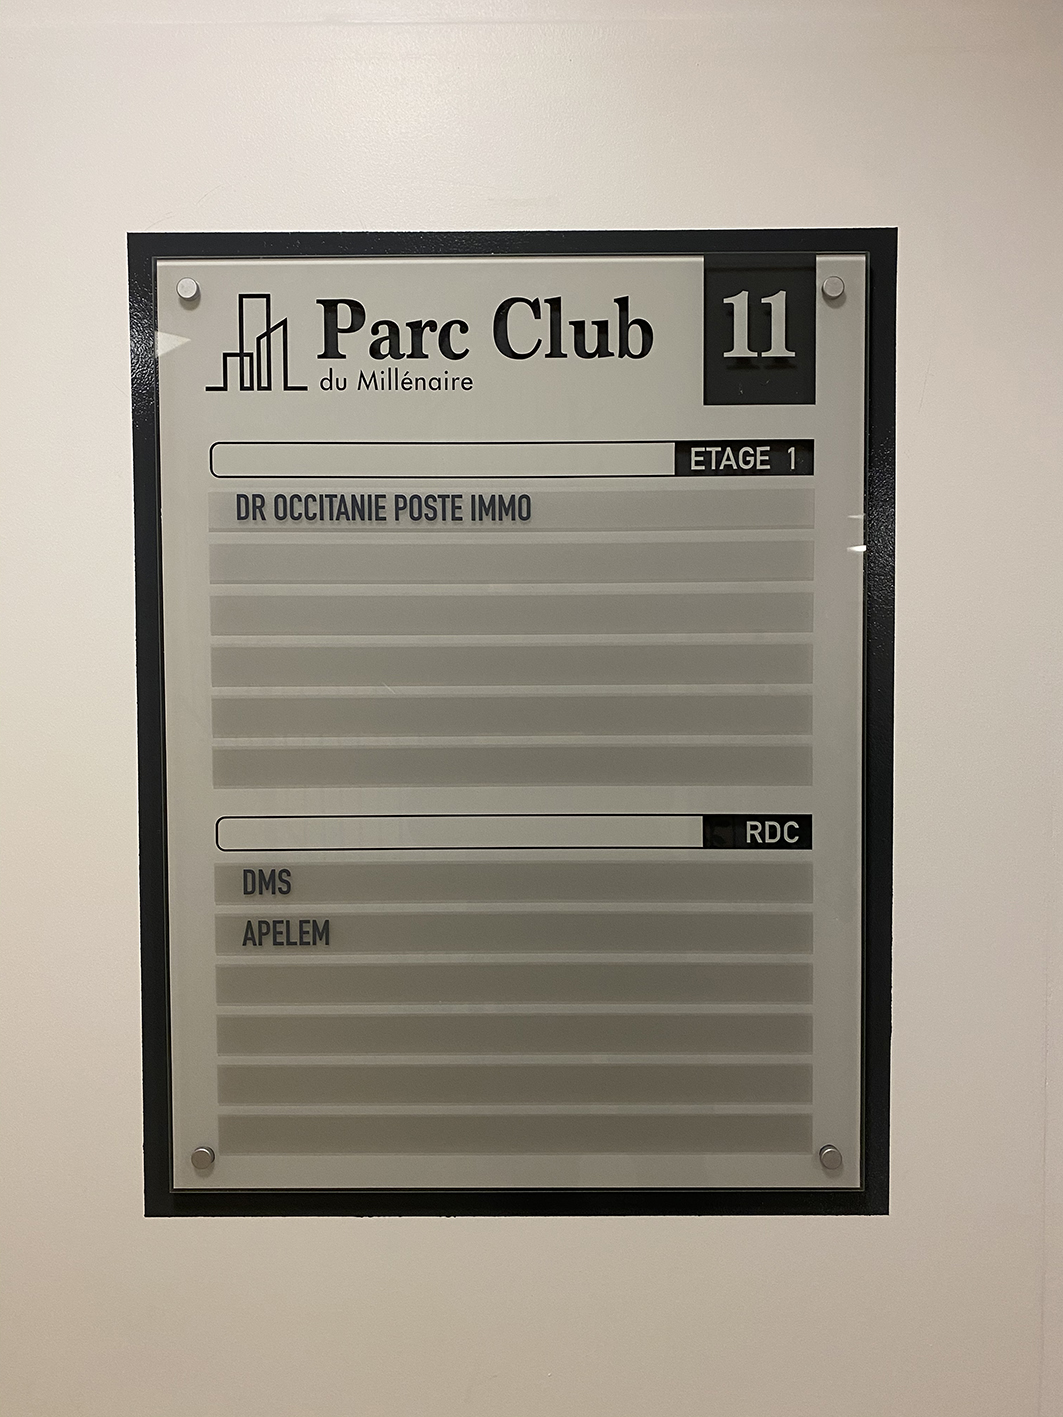 Parc Club
du Millénaire
11
ETAGE 1
DR OCCITANIE POSTE IMMO
RDC
DMS
APELEM